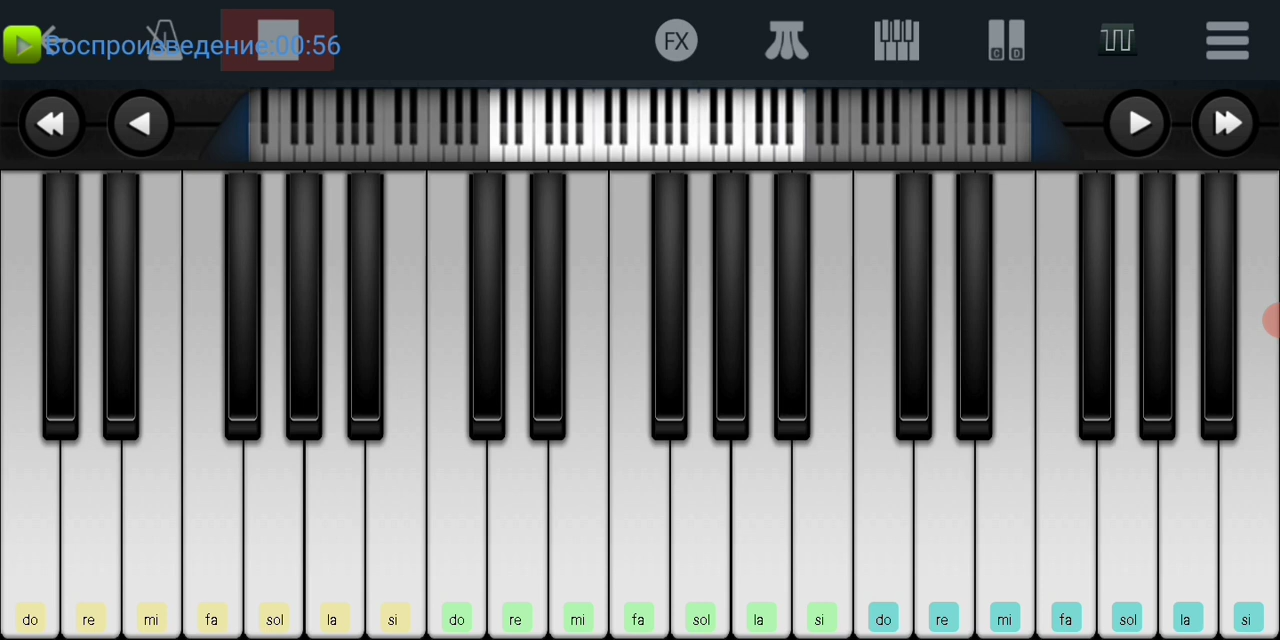 Воспроизведение:00:56
FX
C D
do re mi fa sol la si do re mi fa sol la si do re mi fa sol la si